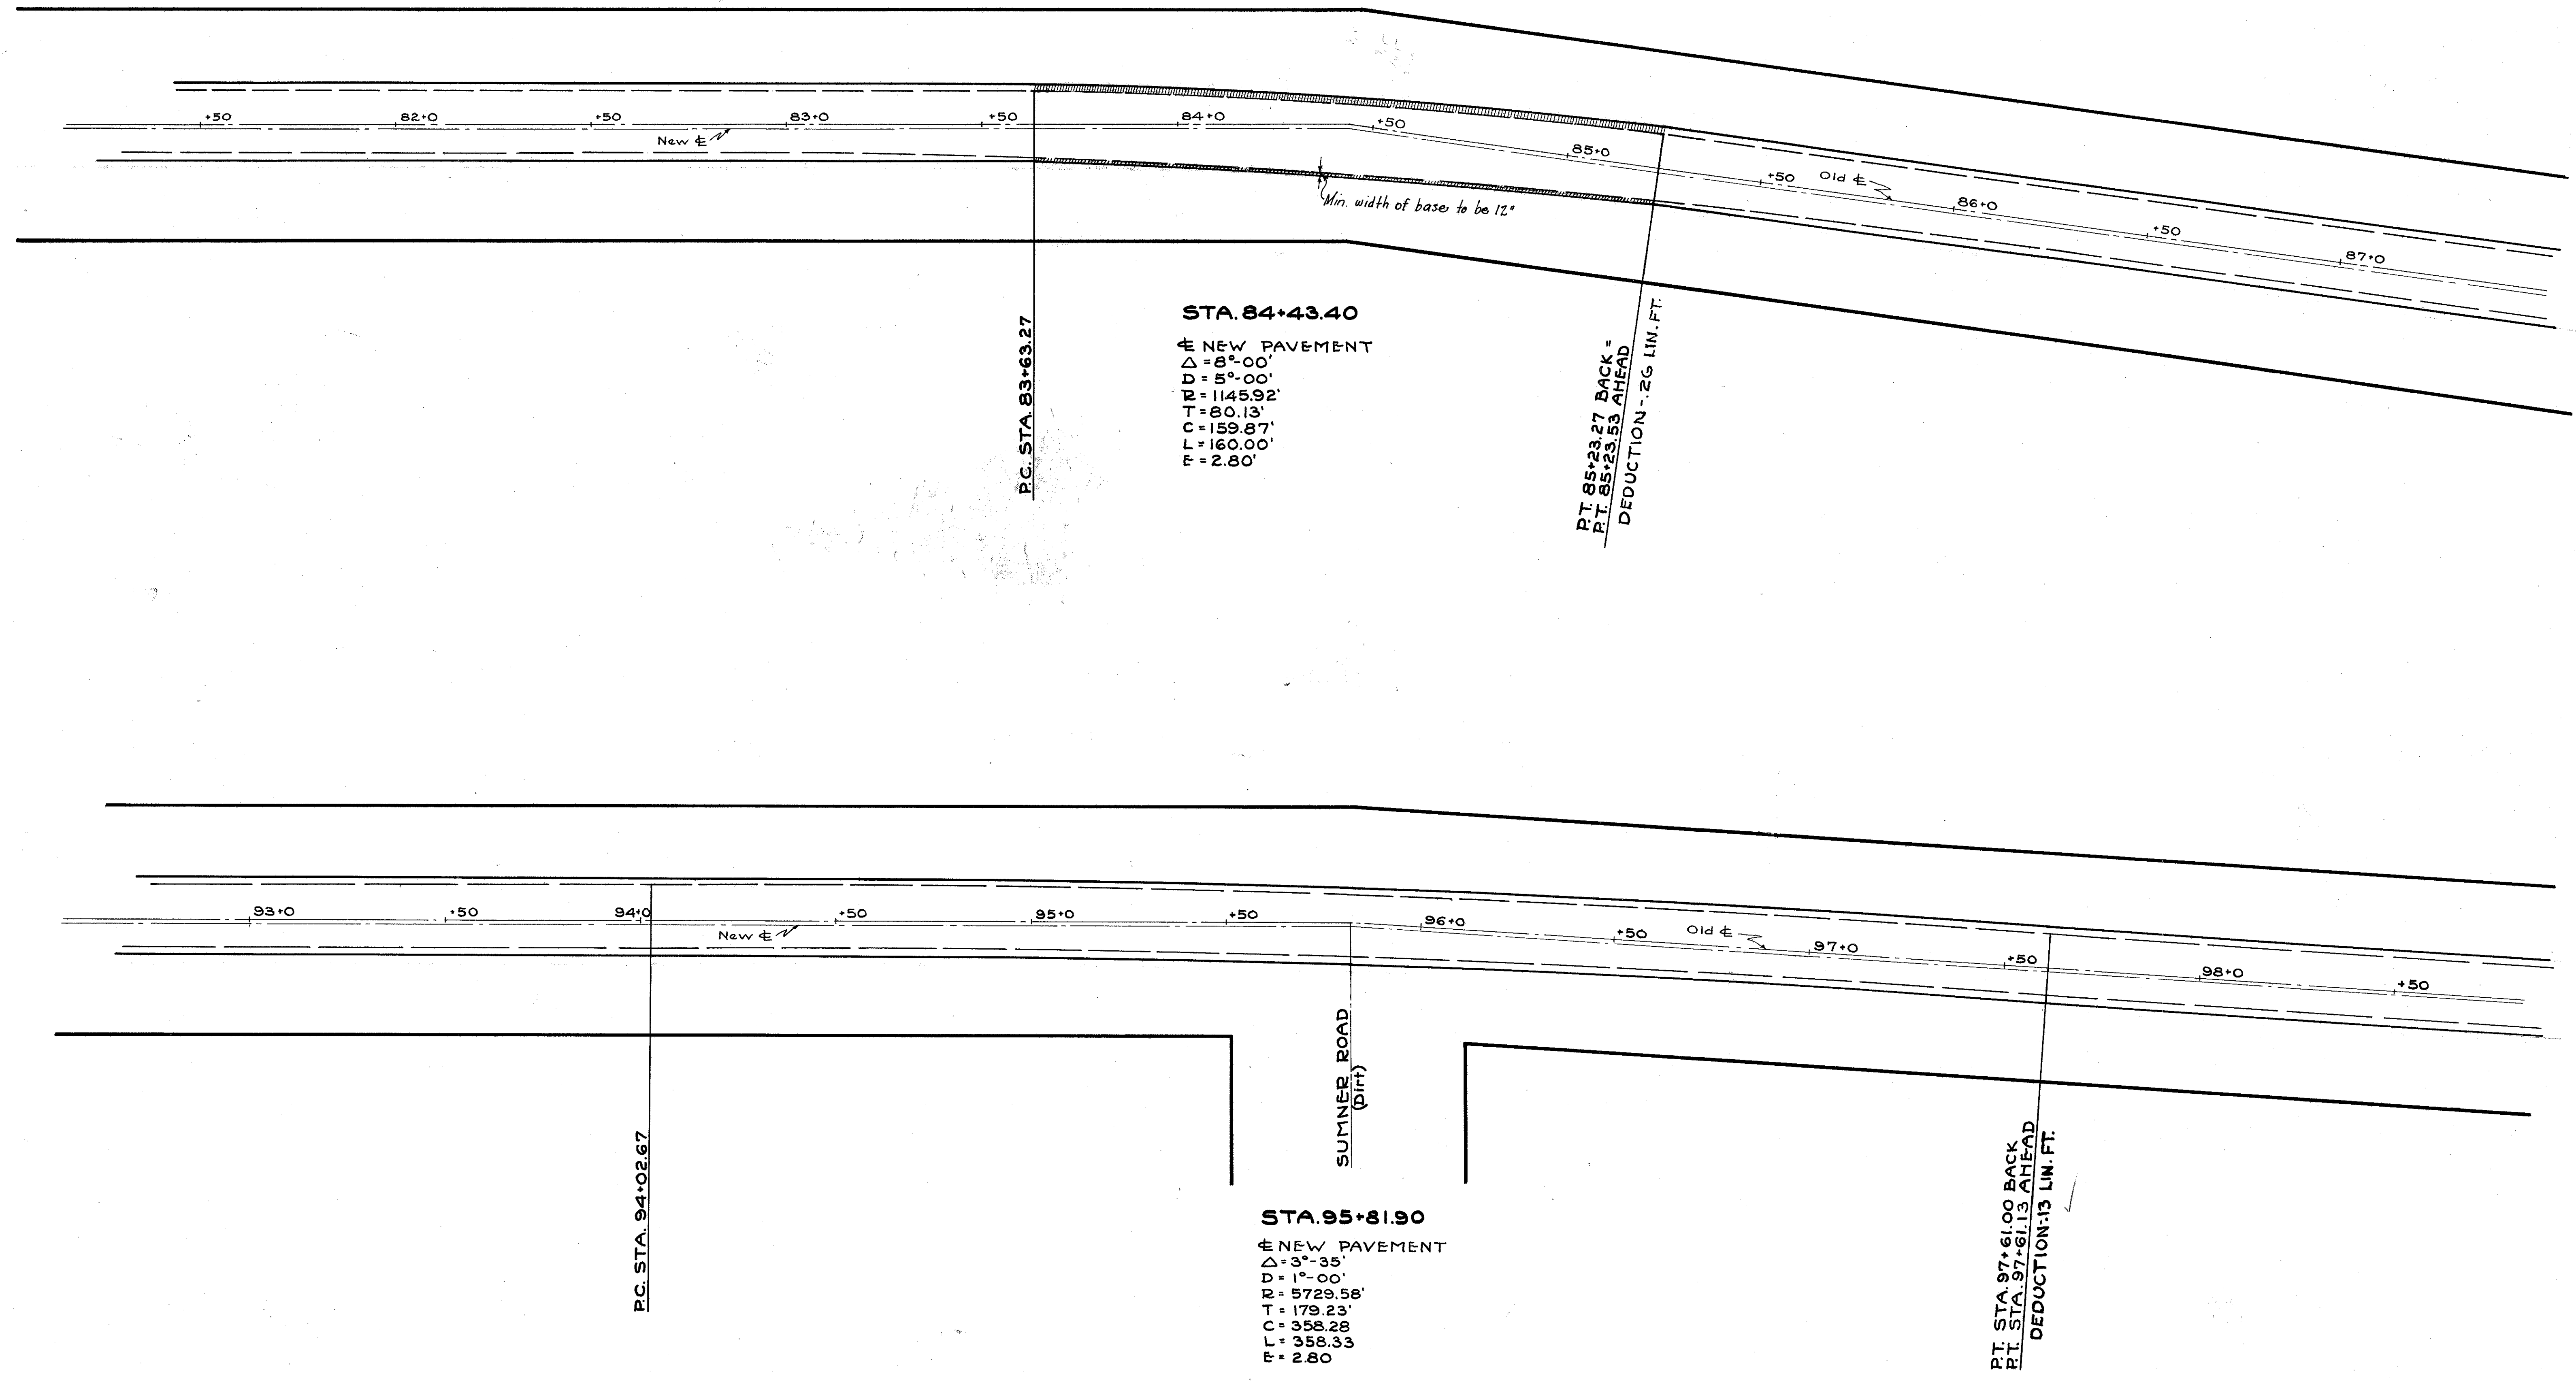 +50
82+0
+50
83+0
+50
84+0
+50
85+0
+50
86+0
+50
87+0
New ℄
Old ℄
Min. width of base to be 12"
P.C. STA. 83+63.27
STA. 84+43.40
℄ NEW PAVEMENT
Δ = 8°-00'
D = 5°-00'
R = 1145.92'
T = 80.13'
C = 159.87'
L = 160.00'
E = 2.80'
P.T. 85+23.27 BACK =
P.T. 85+23.53 AHEAD
DEDUCTION-.26 LIN. FT.
93+0
+50
94+0
+50
95+0
+50
96+0
+50
97+0
+50
98+0
+50
New ℄
Old ℄
SUMNER ROAD
(Dirt)
P.C. STA. 94+02.67
STA. 95+81.90
℄ NEW PAVEMENT
Δ = 3°-35'
D = 1°-00'
R = 5729.58'
T = 179.23'
C = 358.28
L = 358.33
E = 2.80
P.T. STA. 97+61.00 BACK
P.T. STA. 97+61.13 AHEAD
DEDUCTION-.13 LIN. FT.